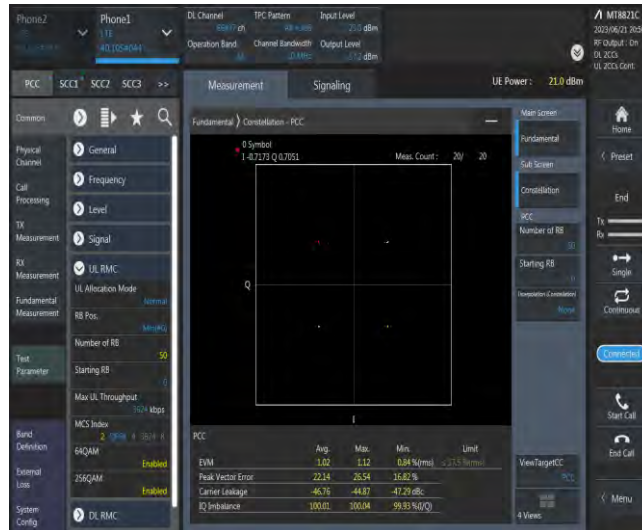 Phone2
Phone1
LTE
40.1054044
DL Channel
TPC Pattern
Input Level
ch
dBm
Operation Band
Channel Bandwidth
Output Level
dBm
MT8821C
2023/06/21
RF Output : On
DL 2CCs
UL 2CCs Cont.
PCC
SCC1
SCC2
SCC3
>>
Measurement
Signaling
UE Power : 21.0 dBm
Common
Physical
Channel
Call
Processing
TX
Measurement
RX
Measurement
Fundamental
Measurement
Test
Parameter
Band
Definition
External
Loss
System
Config
General
Frequency
Level
Signal
UL RMC
UL Allocation Mode
Normal
RB Pos.
Min(#0)
Number of RB
50
Starting RB
0
Max UL Throughput
kbps
MCS Index
2 QPSK
64QAM
Enabled
256QAM
Enabled
DL RMC
Fundamental
Constellation - PCC
0 Symbol
I -0.7173 Q 0.7051
Meas. Count : 20/ 20
Q
I
PCC
Avg. Max. Min. Limit
EVM 1.02 1.12 0.84 %(rms)
Peak Vector Error 22.14 26.54 16.82 %
Carrier Leakage -46.76 -44.87 -47.29 dBc
IQ Imbalance 100.01 100.04 99.93 %(I/Q)
Main Screen
Fundamental
Sub Screen
Constellation
PCC
Number of RB
50
Starting RB
0
None
ViewTargetCC
PCC
4 Views
Home
Preset
End
Tx
Rx
Single
Continuous
Connected
Start Call
End Call
Menu